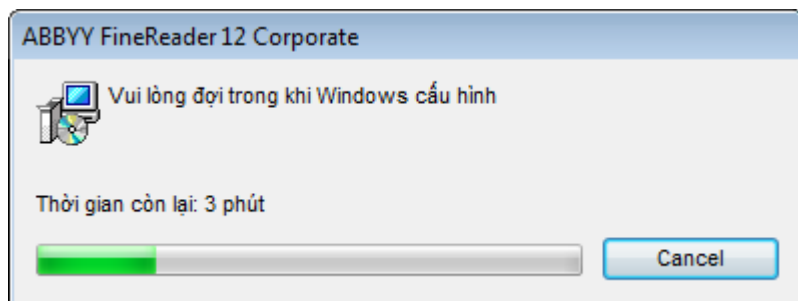 ABBYY FineReader 12 Corporate
Vui lòng đợi trong khi Windows cấu hình
Thời gian còn lại: 3 phút
Cancel